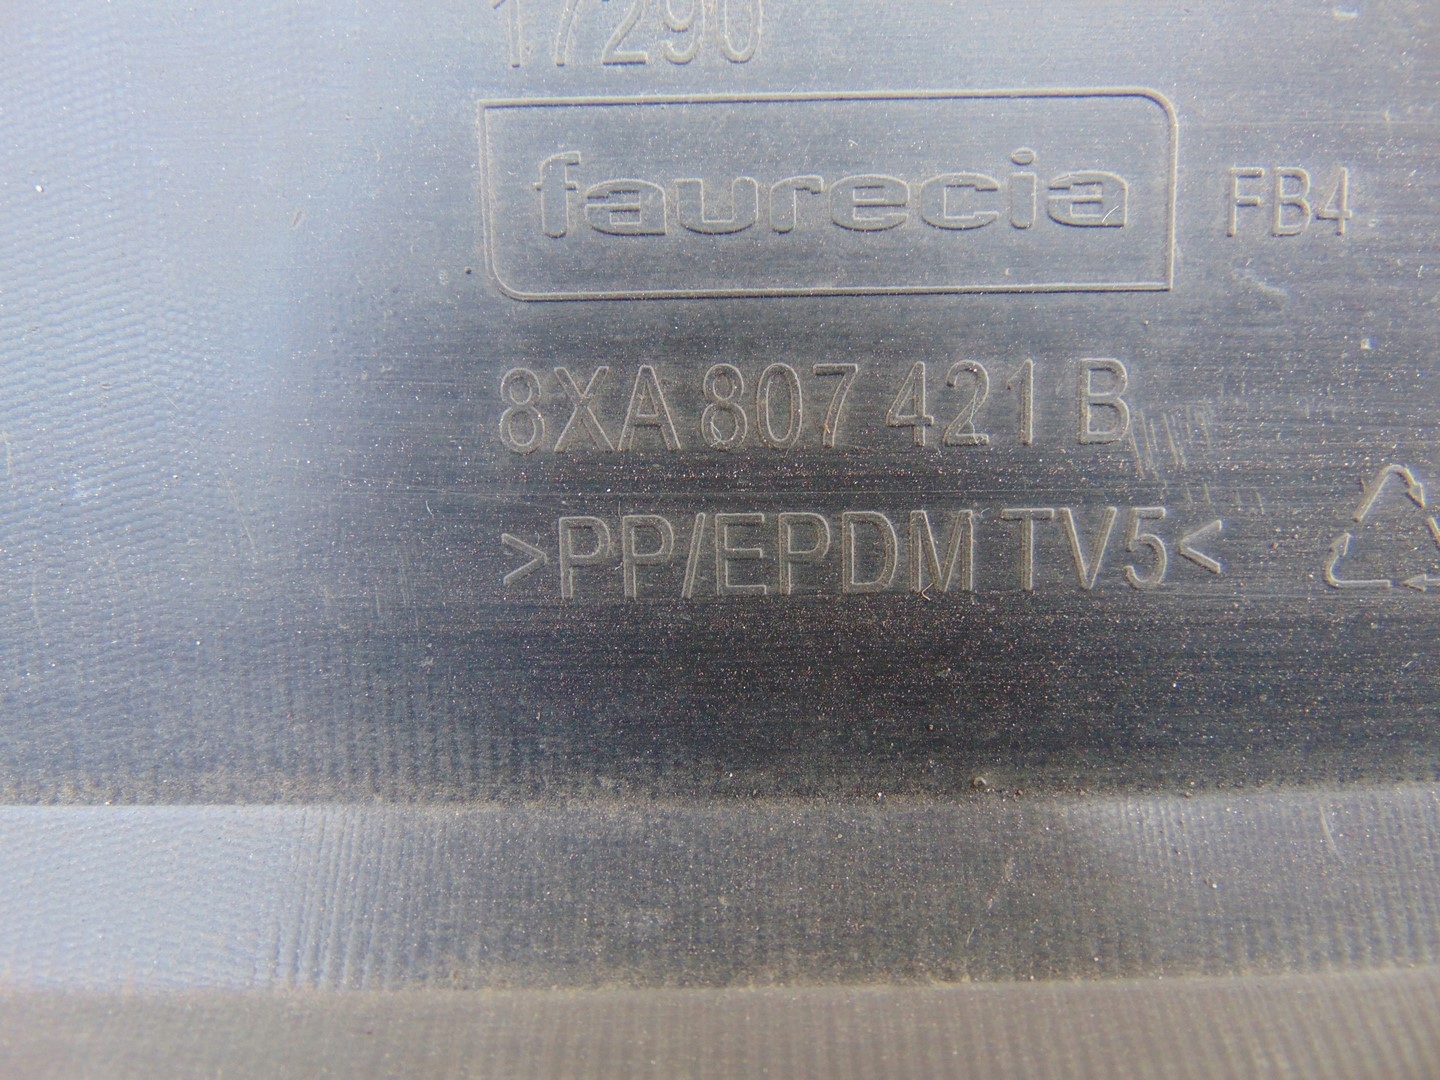 17290
faurecia FB4
8XA 807 421 B
>PP/EPDM TV5<